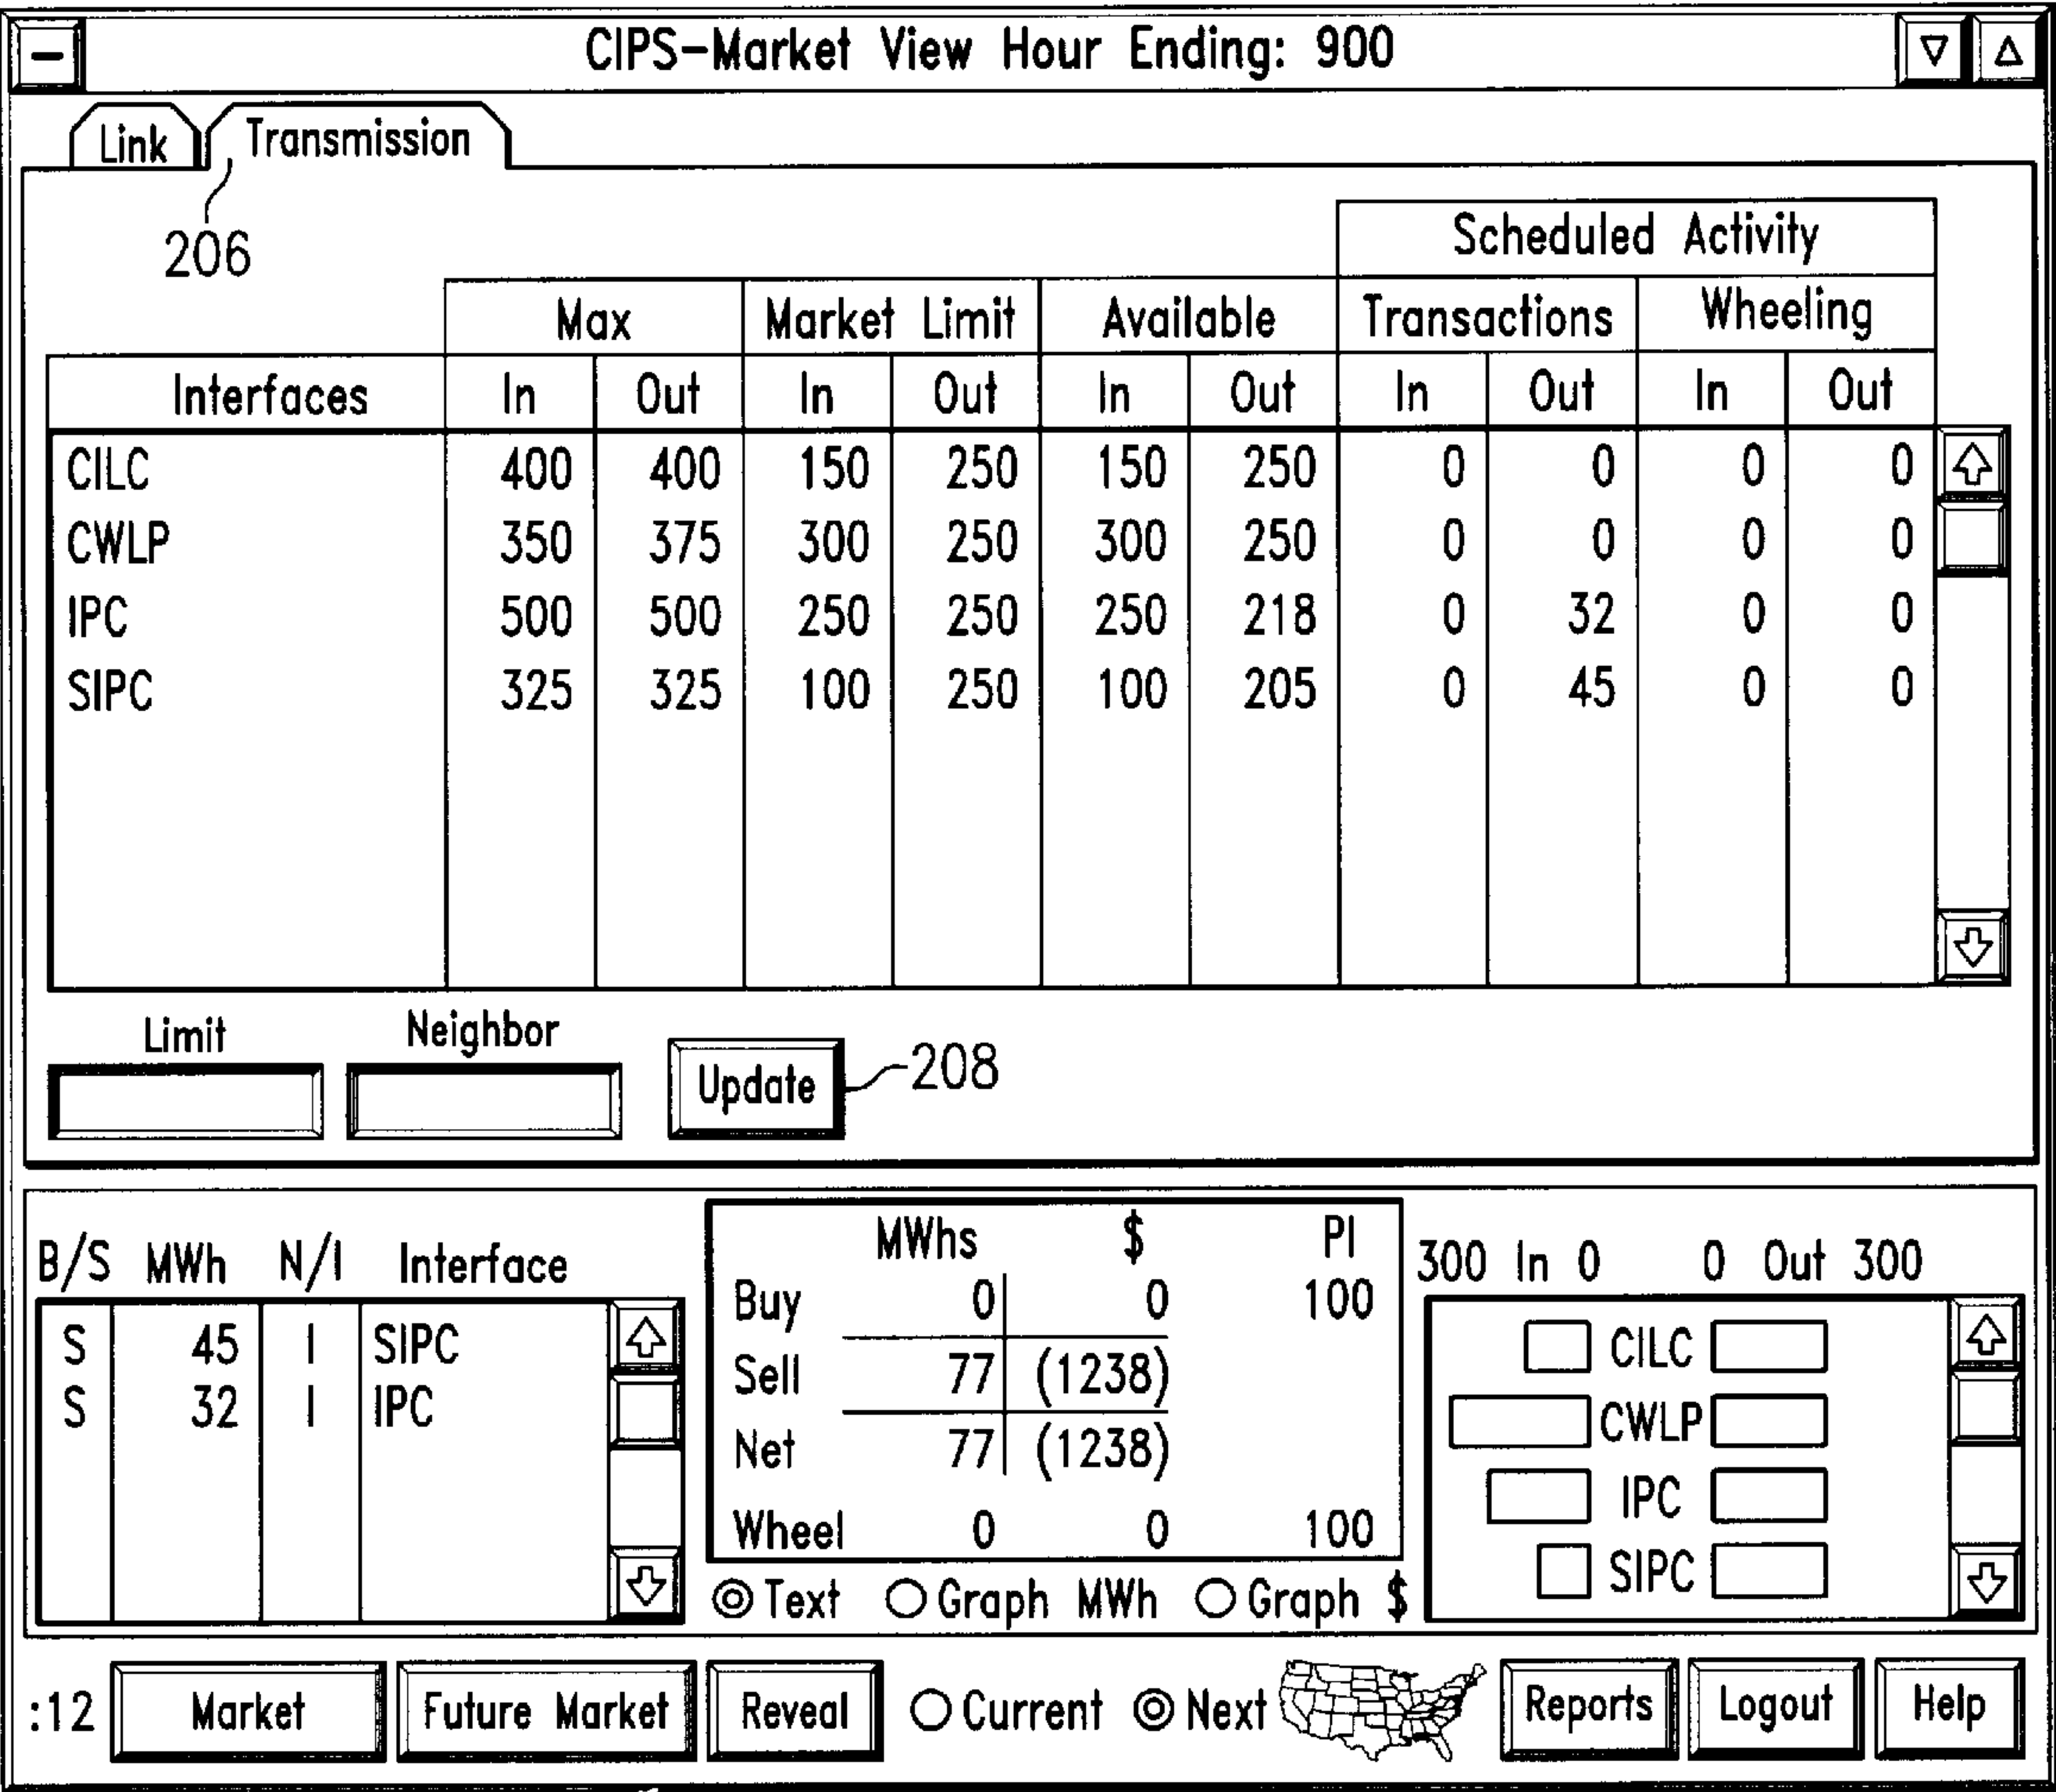 CIPS-Market View Hour Ending: 900
Link Transmission
206
Scheduled Activity
Max Market Limit Available Transactions Wheeling
Interfaces In Out In Out In Out In Out In Out
CILC 400 400 150 250 150 250 0 0 0 0
CWLP 350 375 300 250 300 250 0 0 0 0
IPC 500 500 250 250 250 218 0 32 0 0
SIPC 325 325 100 250 100 205 0 45 0 0
Limit Neighbor
Update 208
B/S MWh N/I Interface
S 45 I SIPC
S 32 I IPC
MWhs $ PI
Buy 0 0 100
Sell 77 (1238)
Net 77 (1238)
Wheel 0 0 100
Text Graph MWh Graph $
300 In 0 0 Out 300
CILC
CWLP
IPC
SIPC
:12 Market Future Market Reveal Current Next Reports Logout Help